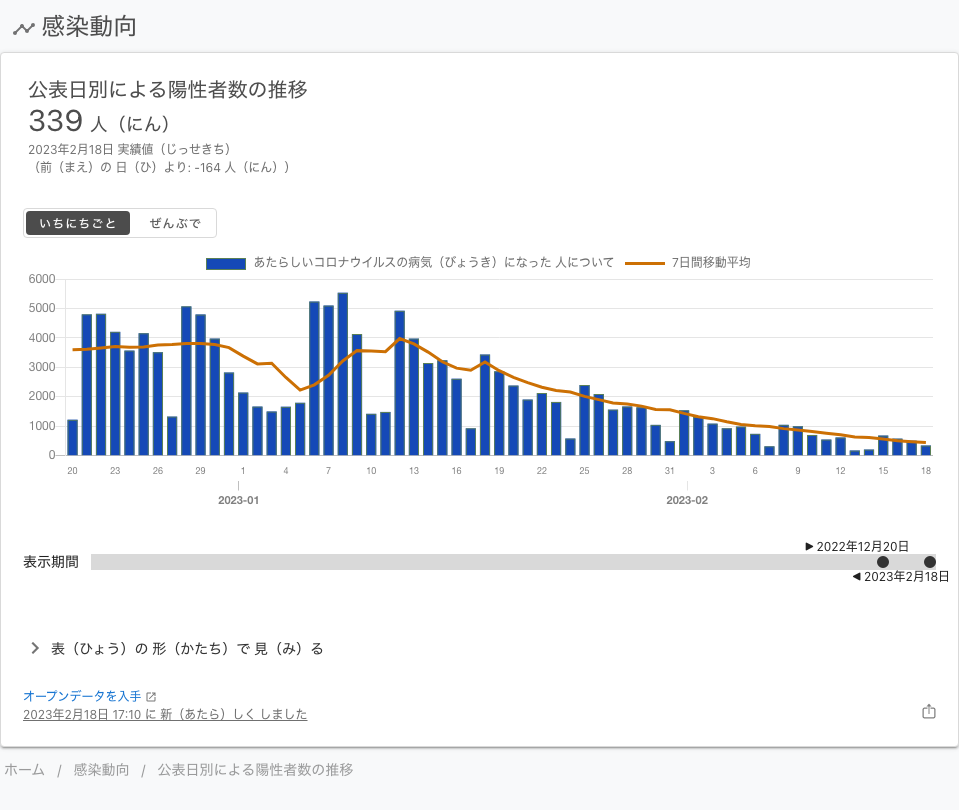 感染動向
公表日別による陽性者数の推移
339 人（にん）
2023年2月18日 実績値（じっせきち）
（前（まえ）の 日（ひ）より: -164 人（にん））
いちにちごと ぜんぶで
あたらしいコロナウイルスの病気（びょうき）になった 人について 7日間移動平均
6000
5000
4000
3000
2000
1000
0
20 23 26 29 1 4 7 10 13 16 19 22 25 28 31 3 6 9 12 15 18
2023-01 2023-02
2022年12月20日
表示期間
2023年2月18日
表（ひょう）の 形（かたち）で 見（み）る
オープンデータを入手
2023年2月18日 17:10 に 新（あたら）しく しました
ホーム / 感染動向 / 公表日別による陽性者数の推移